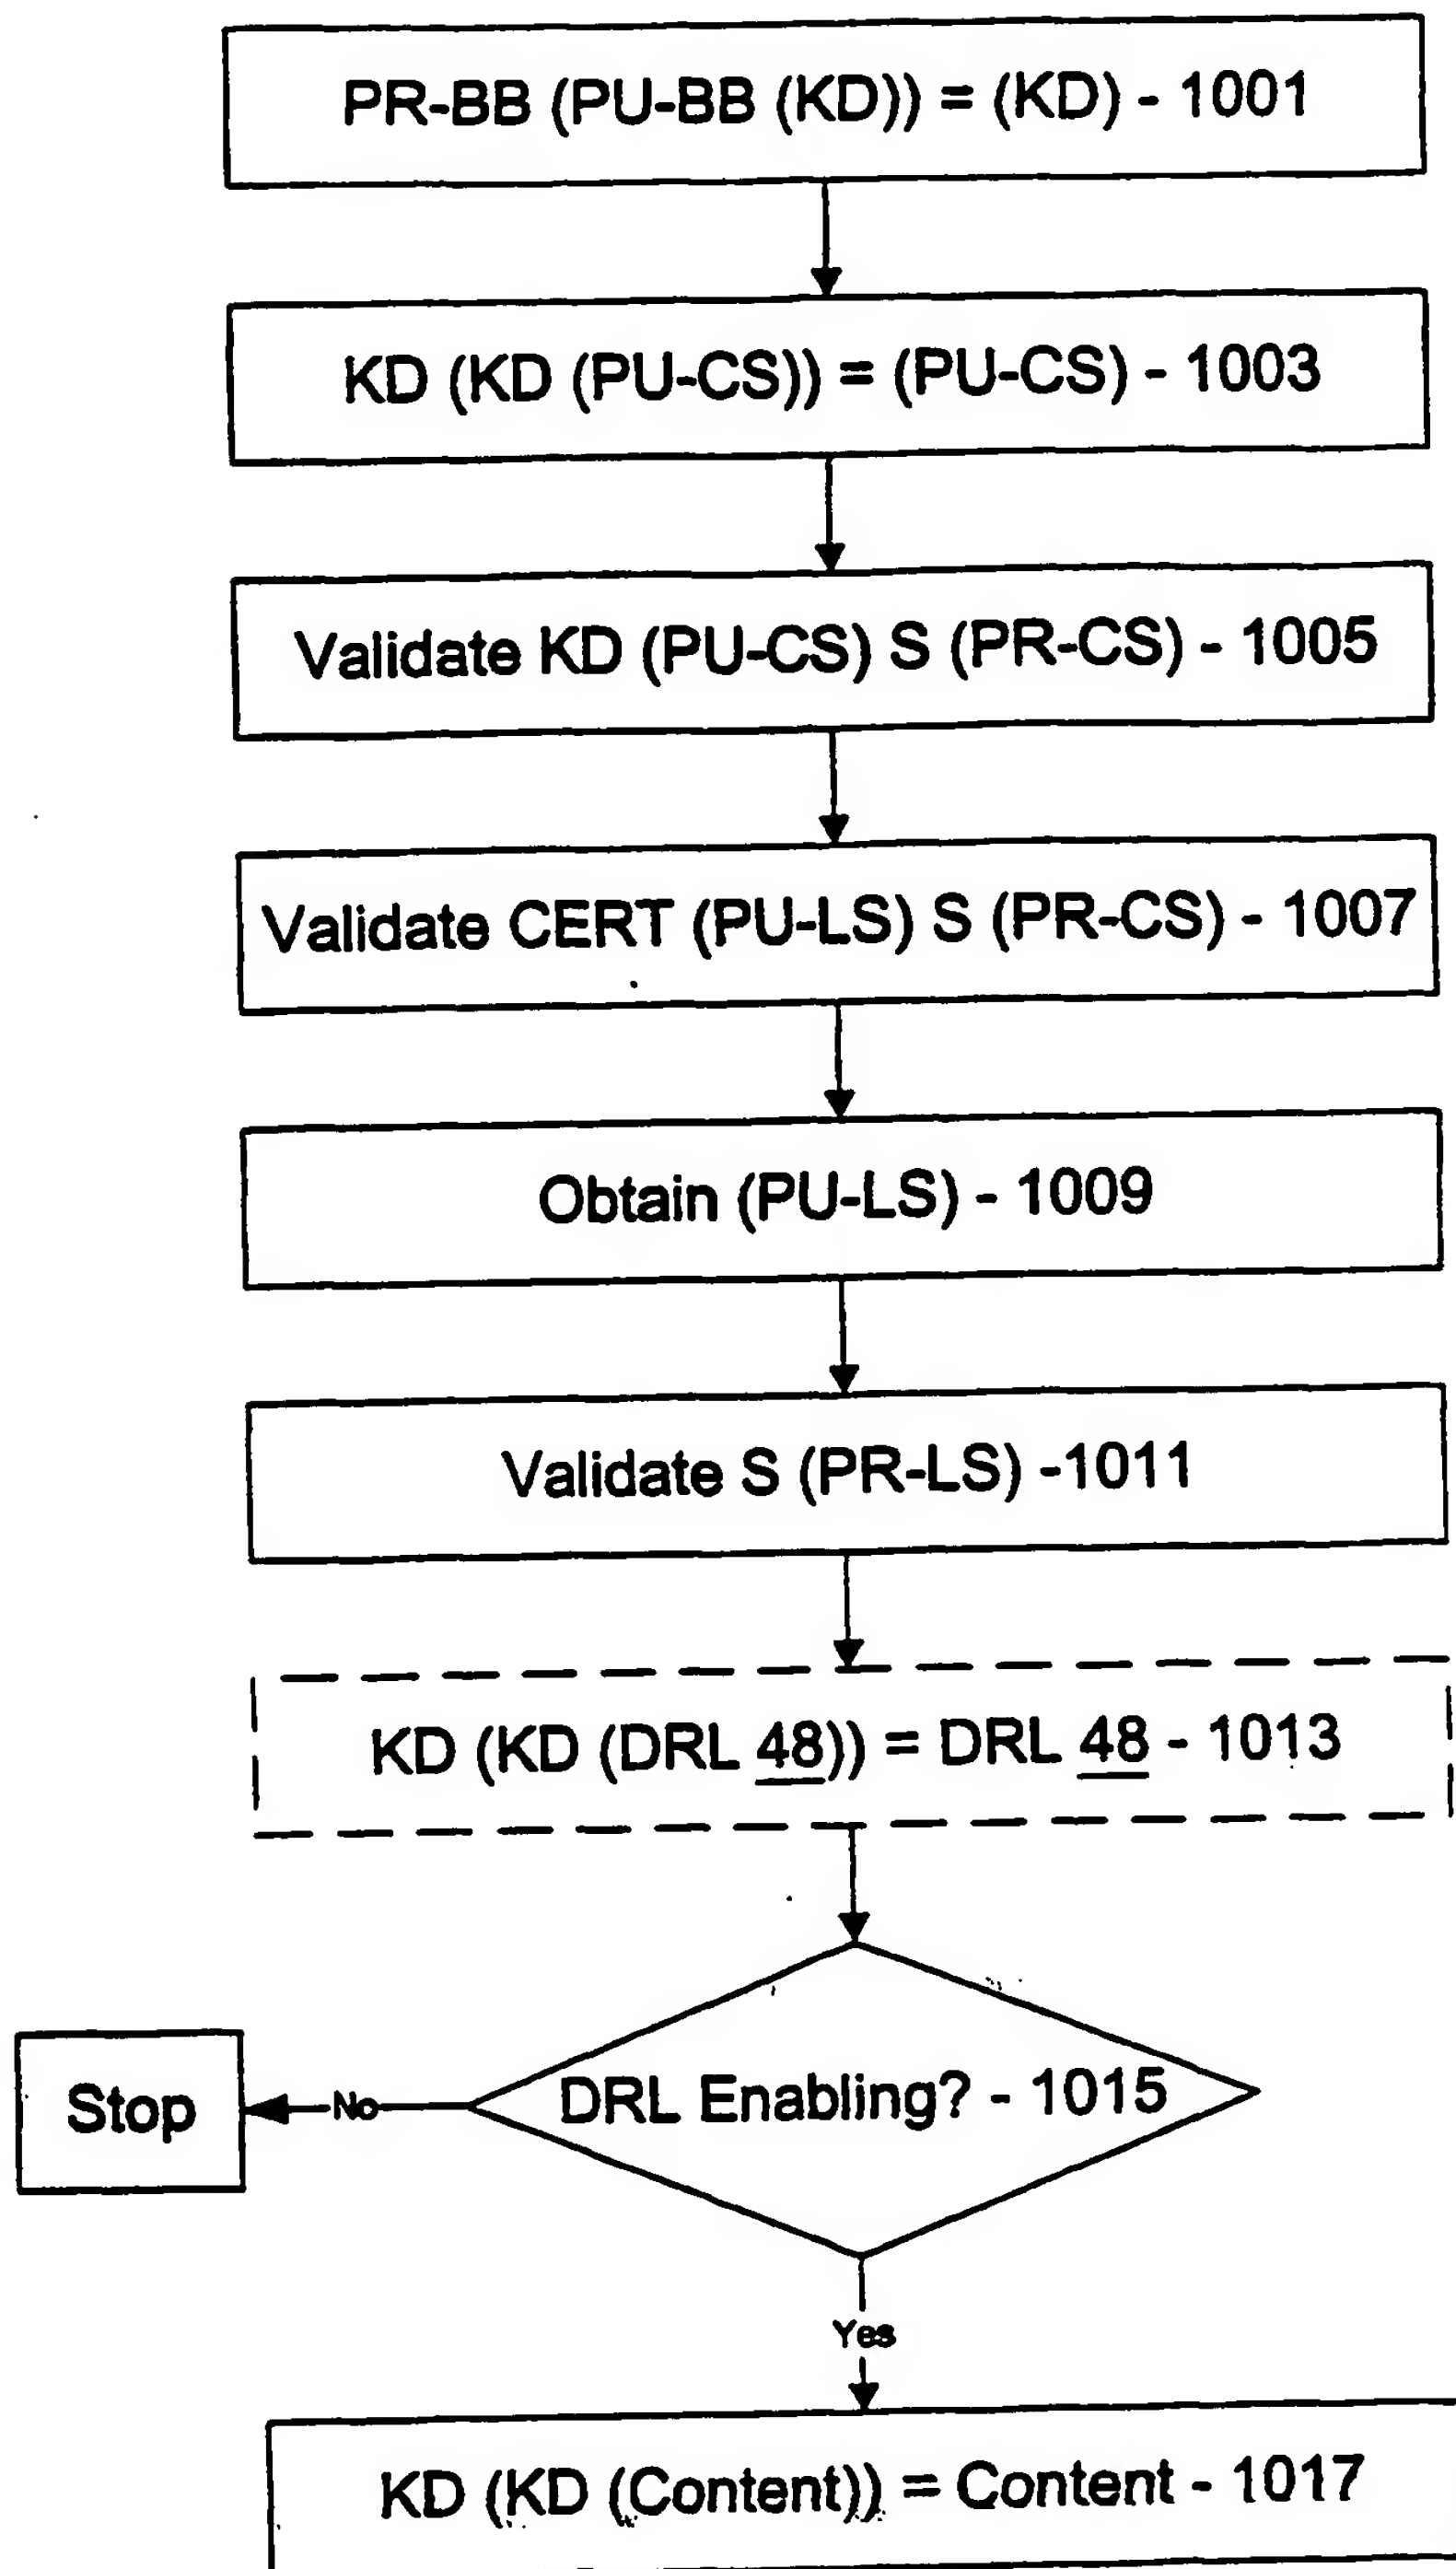 PR-BB (PU-BB (KD)) = (KD) - 1001
KD (KD (PU-CS)) = (PU-CS) - 1003
Validate KD (PU-CS) S (PR-CS) - 1005
Validate CERT (PU-LS) S (PR-CS) - 1007
Obtain (PU-LS) - 1009
Validate S (PR-LS) -1011
KD (KD (DRL 48)) = DRL 48 - 1013
DRL Enabling? - 1015
No
Stop
Yes
KD (KD (Content)) = Content - 1017